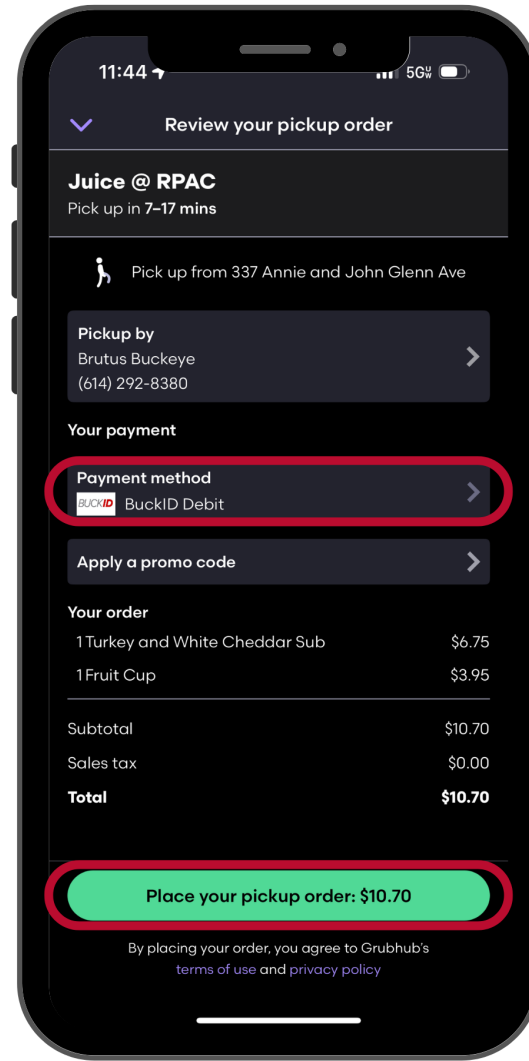 11:44
5GW
Review your pickup order
Juice @ RPAC
Pick up in 7–17 mins
Pick up from 337 Annie and John Glenn Ave
Pickup by
Brutus Buckeye
(614) 292-8380
Your payment
Payment method
BUCKID BuckID Debit
Apply a promo code
Your order
1 Turkey and White Cheddar Sub $6.75
1 Fruit Cup $3.95
Subtotal $10.70
Sales tax $0.00
Total $10.70
Place your pickup order: $10.70
By placing your order, you agree to Grubhub's
terms of use and privacy policy